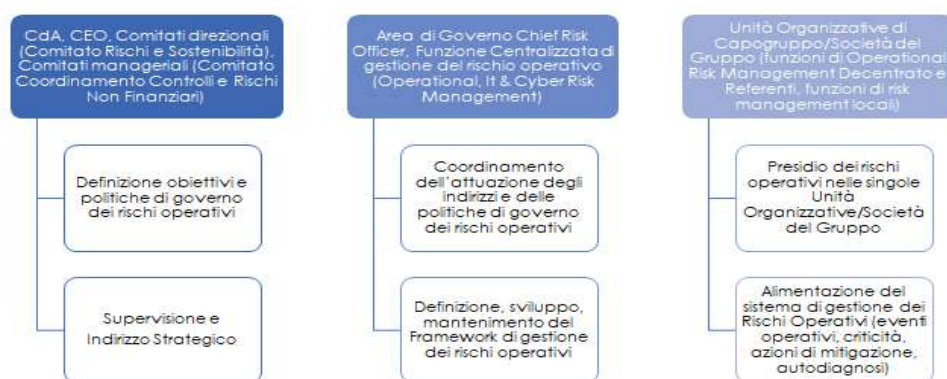 CdA, CEO, Comitati direzionali
(Comitato Rischi e Sostenibilità),
Comitati manageriali (Comitato
Coordinamento Controlli e Rischi
Non Finanziari)
Definizione obiettivi e
politiche di governo
dei rischi operativi
Supervisione e
Indirizzo Strategico
Area di Governo Chief Risk
Officer, Funzione Centralizzata di
gestione del rischio operativo
(Operational, It & Cyber Risk
Management)
Coordinamento
dell'attuazione degli
indirizzi e delle
politiche di governo
dei rischi operativi
Definizione, sviluppo,
mantenimento del
Framework di gestione
dei rischi operativi
Unità Organizzative di
Capogruppo/Società del
Gruppo (funzioni di Operational
Risk Management Decentrato e
Referenti, funzioni di risk
management locali)
Presidio dei rischi
operativi nelle singole
Unità
Organizzative/Società
del Gruppo
Alimentazione del
sistema di gestione dei
Rischi Operativi (eventi
operativi, criticità,
azioni di mitigazione,
autodiagnosi)